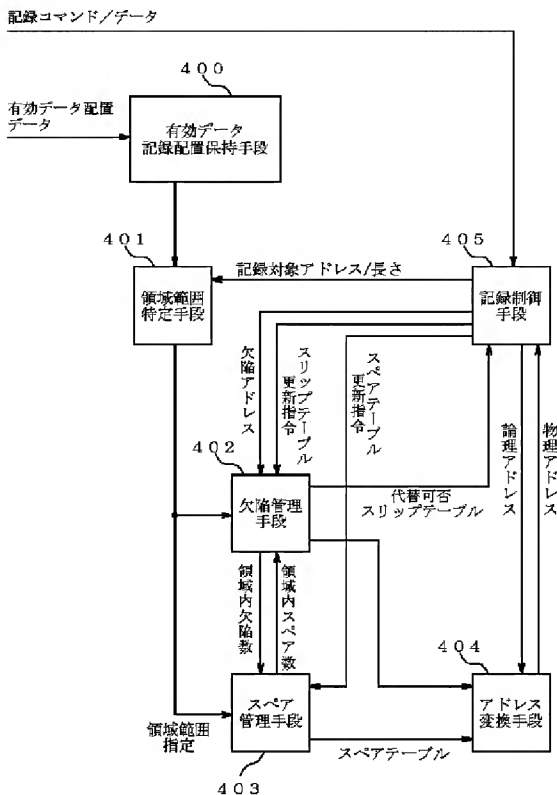 記録コマンド/データ
400
有効データ配置
データ
有効データ
記録配置保持手段
401
405
領域範囲
特定手段
記録対象アドレス/長さ
記録制御
手段
欠陥アドレス
スリップテーブル
更新指令
スペアテーブル
更新指令
402
欠陥管理
手段
代替可否
スリップテーブル
論理アドレス
物理アドレス
領域内欠陥数
領域内スペア数
404
スペア
管理手段
アドレス
変換手段
領域範囲
指定
スペアテーブル
403